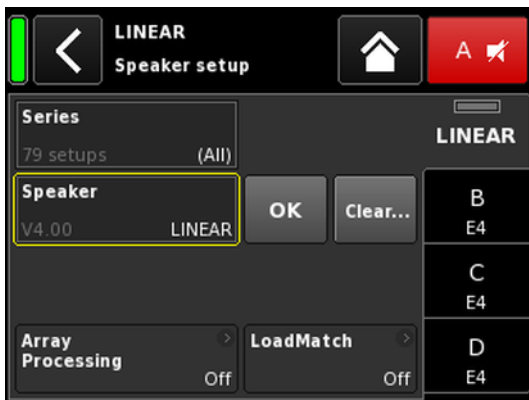 LINEAR
Speaker setup
A
Series
79 setups (All)
LINEAR
Speaker
V4.00 LINEAR
OK
Clear...
B
E4
C
E4
Array
Processing
Off
LoadMatch
Off
D
E4